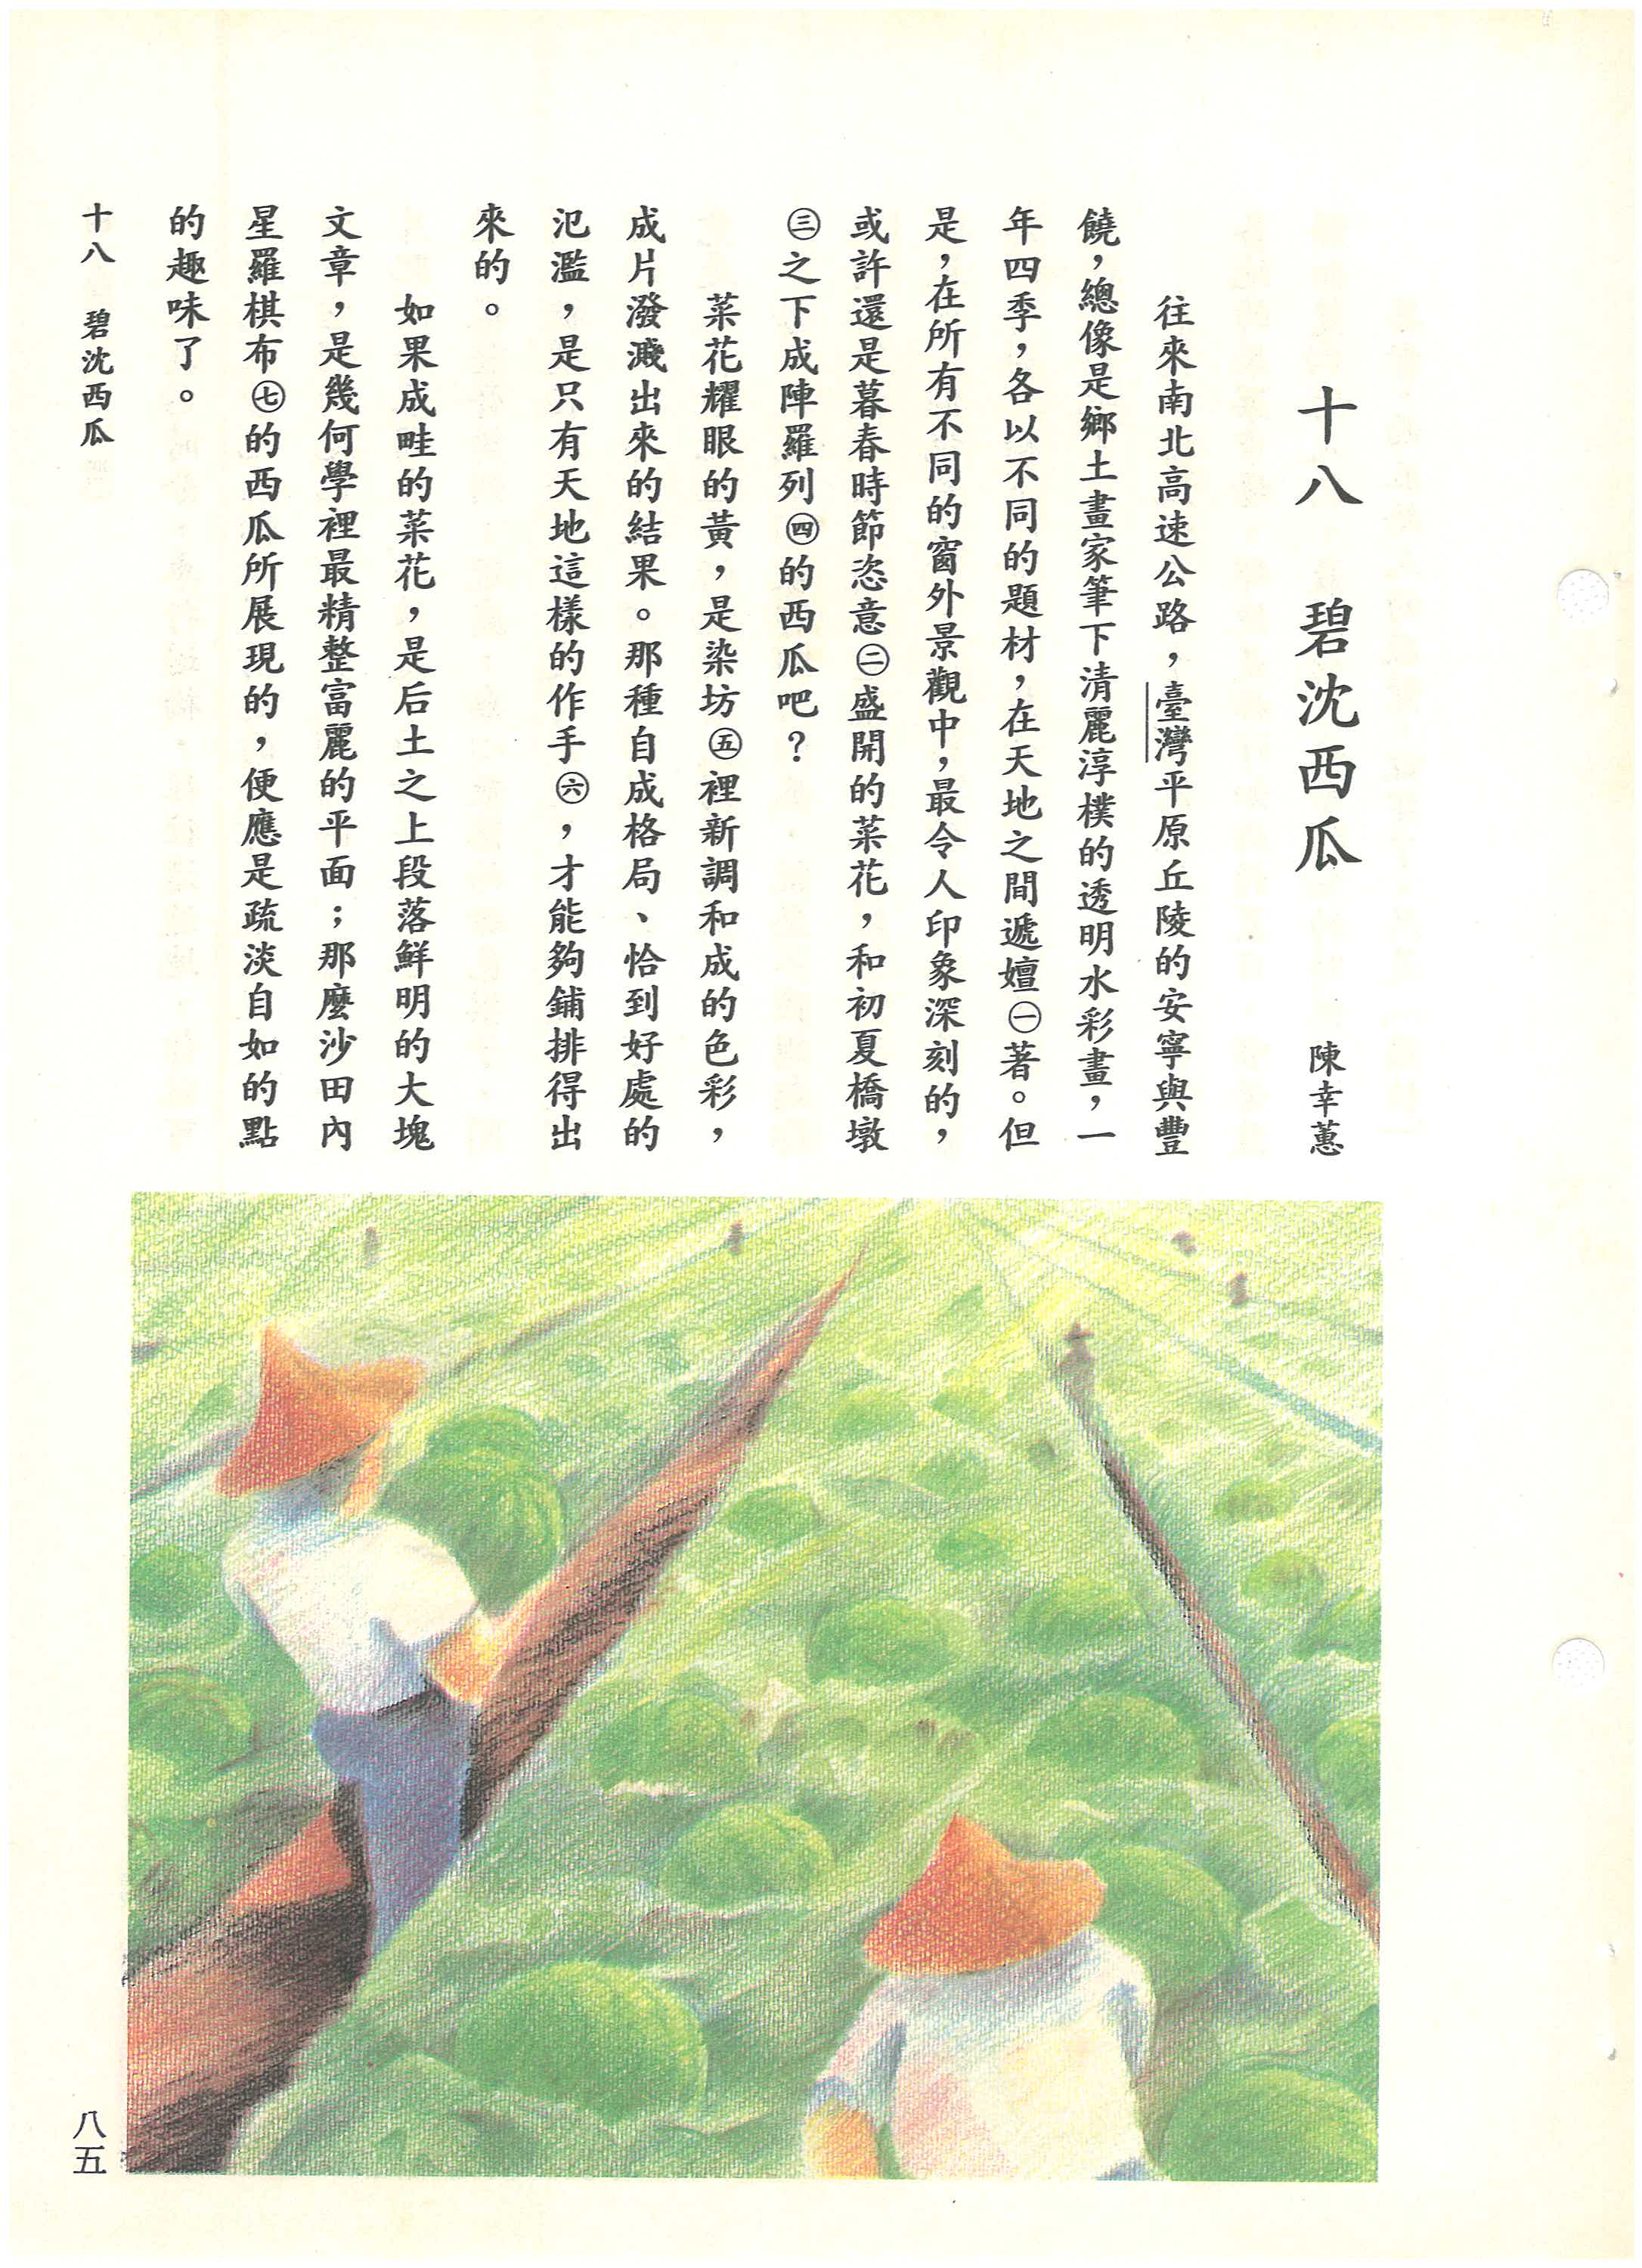 十八 碧沈西瓜
陳幸蕙
往來南北高速公路，臺灣平原丘陵的安寧與豐
饒，總像是鄉土畫家筆下清麗淳樸的透明水彩畫，一
年四季，各以不同的題材，在天地之間遞嬗㊀著。但
是，在所有不同的窗外景觀中，最令人印象深刻的，
或許還是暮春時節恣意㊁盛開的菜花，和初夏橋墩
㊂之下成陣羅列㊃的西瓜吧？
菜花耀眼的黃，是染坊㊄裡新調和成的色彩，
成片潑濺出來的結果。那種自成格局、恰到好處的
氾濫，是只有天地這樣的作手㊅，才能夠鋪排得出
來的。
如果成畦的菜花，是后土之上段落鮮明的大塊
文章，是幾何學裡最精整富麗的平面；那麼沙田內
星羅棋布㊆的西瓜所展現的，便應是疏淡自如的點
的趣味了。
十八 碧沈西瓜
八五